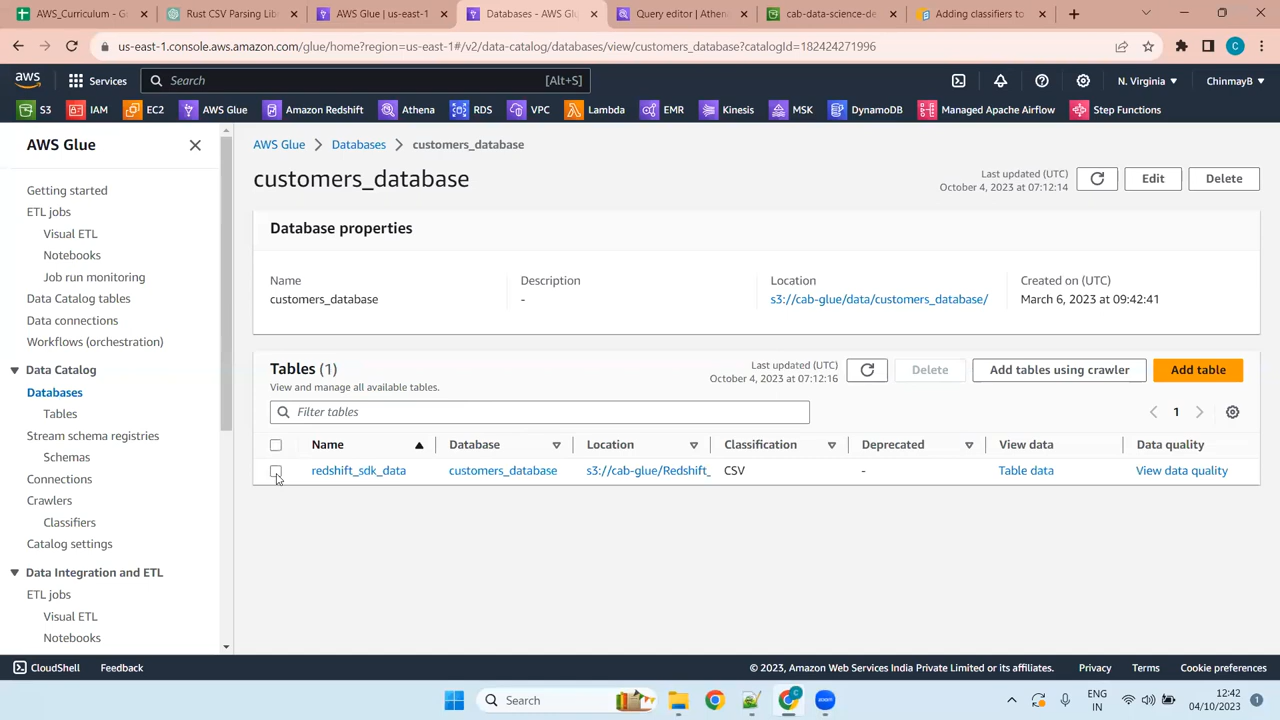 AWS_Curriculum - G
Rust CSV Parsing Lib
AWS Glue | us-east-1
Databases - AWS Gl
Query editor | Athen
cab-data-science-de
Adding classifiers to
us-east-1.console.aws.amazon.com/glue/home?region=us-east-1#/v2/data-catalog/databases/view/customers_database?catalogId=182424271996
aws Services Search [Alt+S] N. Virginia ChinmayB
S3 IAM EC2 AWS Glue Amazon Redshift Athena RDS VPC Lambda EMR Kinesis MSK DynamoDB Managed Apache Airflow Step Functions
AWS Glue
Getting started
ETL jobs
Visual ETL
Notebooks
Job run monitoring
Data Catalog tables
Data connections
Workflows (orchestration)
Data Catalog
Databases
Tables
Stream schema registries
Schemas
Connections
Crawlers
Classifiers
Catalog settings
Data Integration and ETL
ETL jobs
Visual ETL
Notebooks
AWS Glue Databases customers_database
customers_database
Last updated (UTC)
October 4, 2023 at 07:12:14
Edit Delete
Database properties
Name
customers_database
Description
-
Location
s3://cab-glue/data/customers_database/
Created on (UTC)
March 6, 2023 at 09:42:41
Tables (1)
View and manage all available tables.
Last updated (UTC)
October 4, 2023 at 07:12:16
Delete Add tables using crawler Add table
Filter tables
1
Name Database Location Classification Deprecated View data Data quality
redshift_sdk_data customers_database s3://cab-glue/Redshift_ CSV - Table data View data quality
CloudShell Feedback © 2023, Amazon Web Services India Private Limited or its affiliates. Privacy Terms Cookie preferences
Search
zoom
ENG
IN
12:42
04/10/2023
1